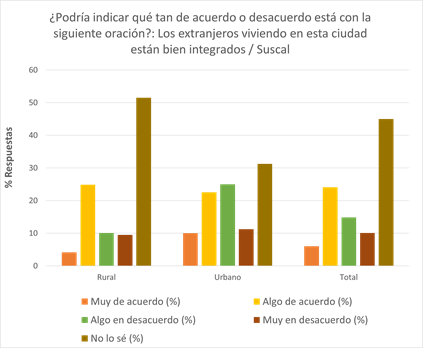 ¿Podría indicar qué tan de acuerdo o desacuerdo está con la
siguiente oración?: Los extranjeros viviendo en esta ciudad
están bien integrados / Suscal
% Respuestas
60
50
40
30
20
10
0
Rural
Urbano
Total
Muy de acuerdo (%)
Algo de acuerdo (%)
Algo en desacuerdo (%)
Muy en desacuerdo (%)
No lo sé (%)